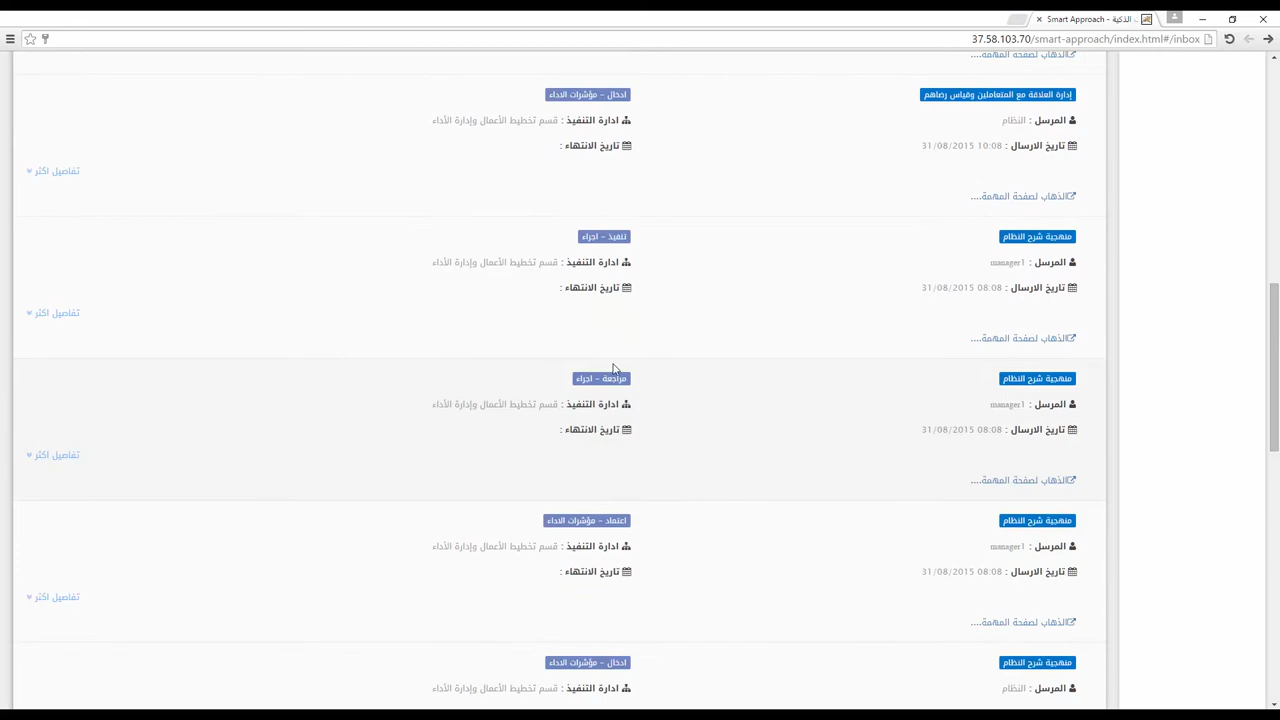 Smart Approach - الذكية ..
37.58.103.70/smart-approach/index.html#/inbox
الذهاب لصفحة المهمة....
إدارة العلاقة مع المتعاملين وقياس رضاهم
ادخال – مؤشرات الاداء
المرسل : النظام
ادارة التنفيذ : قسم تخطيط الأعمال وإدارة الأداء
تاريخ الارسال : 31/08/2015 10:08
تاريخ الانتهاء :
تفاصيل اكثر
الذهاب لصفحة المهمة....
منهجية شرح النظام
تنفيذ – اجراء
المرسل : manager1
ادارة التنفيذ : قسم تخطيط الأعمال وإدارة الأداء
تاريخ الارسال : 31/08/2015 08:08
تاريخ الانتهاء :
تفاصيل اكثر
الذهاب لصفحة المهمة....
منهجية شرح النظام
مراجعة – اجراء
المرسل : manager1
ادارة التنفيذ : قسم تخطيط الأعمال وإدارة الأداء
تاريخ الارسال : 31/08/2015 08:08
تاريخ الانتهاء :
تفاصيل اكثر
الذهاب لصفحة المهمة....
منهجية شرح النظام
اعتماد – مؤشرات الاداء
المرسل : manager1
ادارة التنفيذ : قسم تخطيط الأعمال وإدارة الأداء
تاريخ الارسال : 31/08/2015 08:08
تاريخ الانتهاء :
تفاصيل اكثر
الذهاب لصفحة المهمة....
منهجية شرح النظام
ادخال – مؤشرات الاداء
المرسل : النظام
ادارة التنفيذ : قسم تخطيط الأعمال وإدارة الأداء